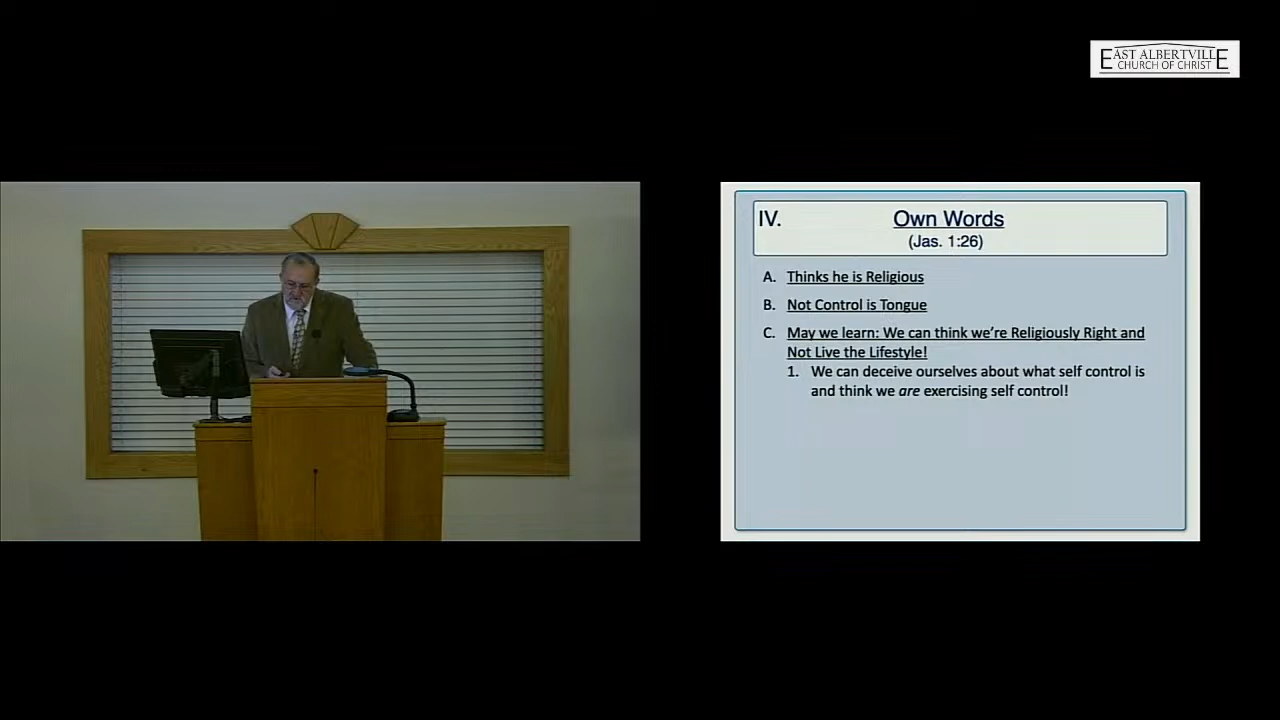 EAST ALBERTVILLE
CHURCH OF CHRIST
IV. Own Words
(Jas. 1:26)
A. Thinks he is Religious
B. Not Control is Tongue
C. May we learn: We can think we're Religiously Right and
Not Live the Lifestyle!
1. We can deceive ourselves about what self control is
and think we are exercising self control!